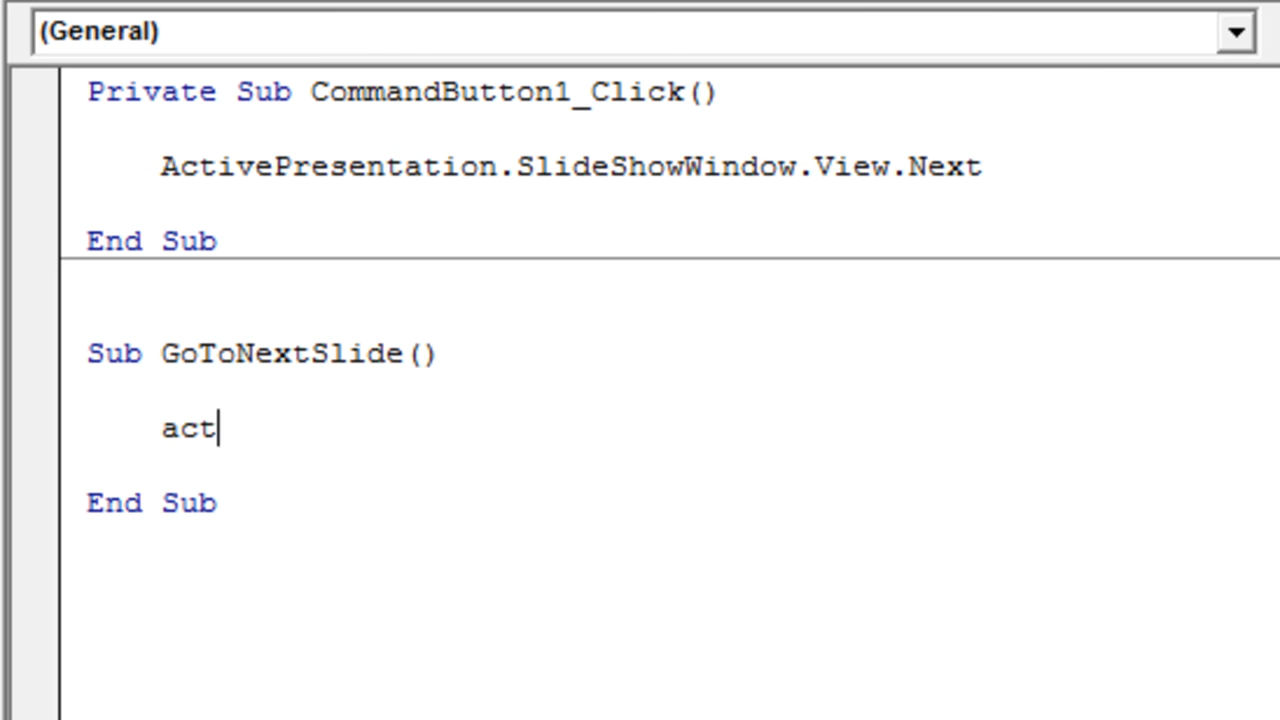 (General)
Private Sub CommandButton1_Click()
ActivePresentation.SlideShowWindow.View.Next
End Sub
Sub GoToNextSlide()
act
End Sub